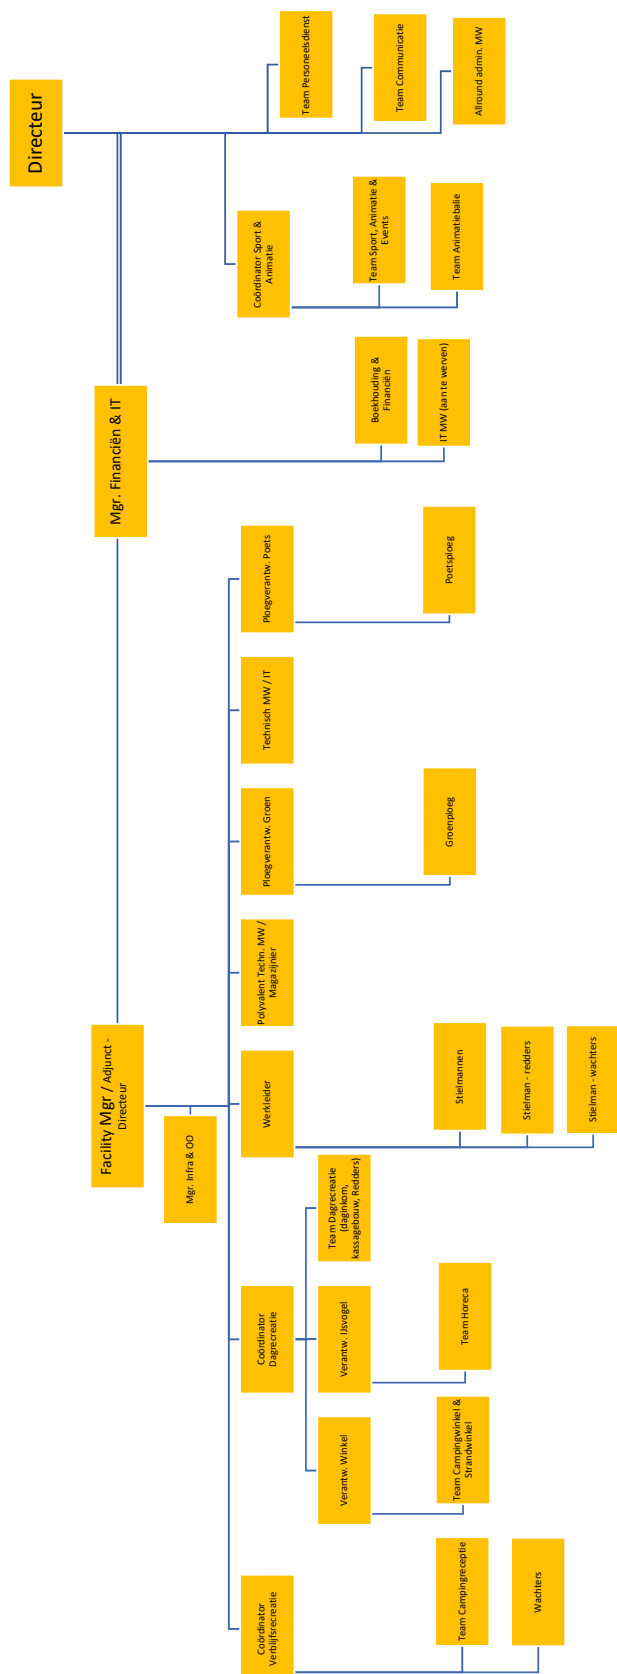 Directeur
Facility Mgr / Adjunct -
Directeur
Mgr. Financiën & IT
Mgr. Infra & OO
Coördinator
Verblijfsrecreatie
Coördinator
Dagrecreatie
Werkleider
Polyvalent Techn. MW /
Magazijnier
Ploegverantw. Groen
Technisch MW / IT
Ploegverantw. Poets
Coördinator Sport &
Animatie
Team Personeelsdienst
Team Communicatie
Allround admin. MW
Verantw. Winkel
Verantw. IJsvogel
Team Dagrecreatie
(daginkom,
kassagebouw, Redders)
Boekhouding &
Financiën
IT MW (aan te werven)
Team Sport, Animatie &
Events
Team Animatiebalie
Team Campingreceptie
Wachters
Team Campingwinkel &
Strandwinkel
Team Horeca
Stielmannen
Stielman - redders
Stielman - wachters
Groenploeg
Poetsploeg